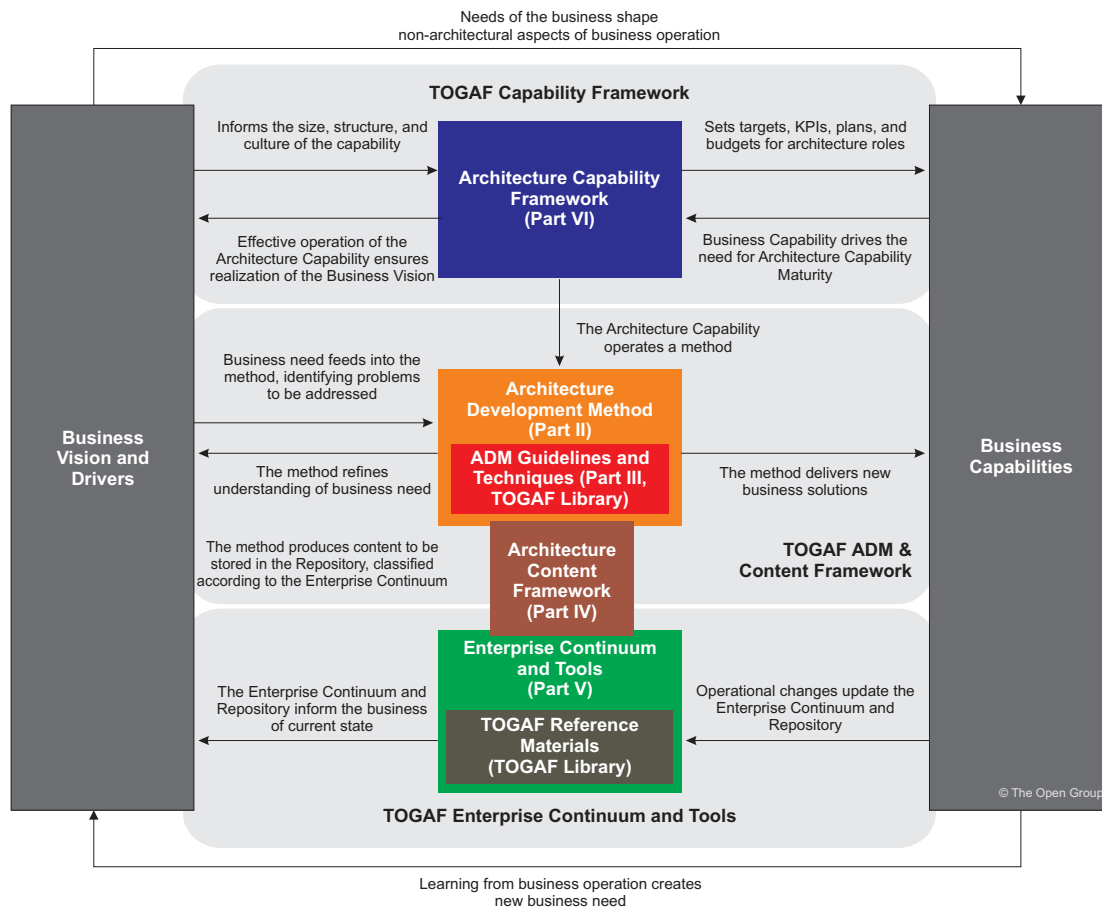 Needs of the business shape
non-architectural aspects of business operation
TOGAF Capability Framework
Informs the size, structure, and
culture of the capability
Sets targets, KPIs, plans, and
budgets for architecture roles
Architecture Capability
Framework
(Part VI)
Effective operation of the
Architecture Capability ensures
realization of the Business Vision
Business Capability drives the
need for Architecture Capability
Maturity
The Architecture Capability
operates a method
Business need feeds into the
method, identifying problems
to be addressed
Architecture
Development Method
(Part II)
Business
Vision and
Drivers
Business
Capabilities
ADM Guidelines and
Techniques (Part III,
TOGAF Library)
The method refines
understanding of business need
The method delivers new
business solutions
The method produces content to be
stored in the Repository, classified
according to the Enterprise Continuum
Architecture
Content
Framework
(Part IV)
TOGAF ADM &
Content Framework
Enterprise Continuum
and Tools
(Part V)
The Enterprise Continuum and
Repository inform the business
of current state
Operational changes update the
Enterprise Continuum and
Repository
TOGAF Reference
Materials
(TOGAF Library)
© The Open Group
TOGAF Enterprise Continuum and Tools
Learning from business operation creates
new business need